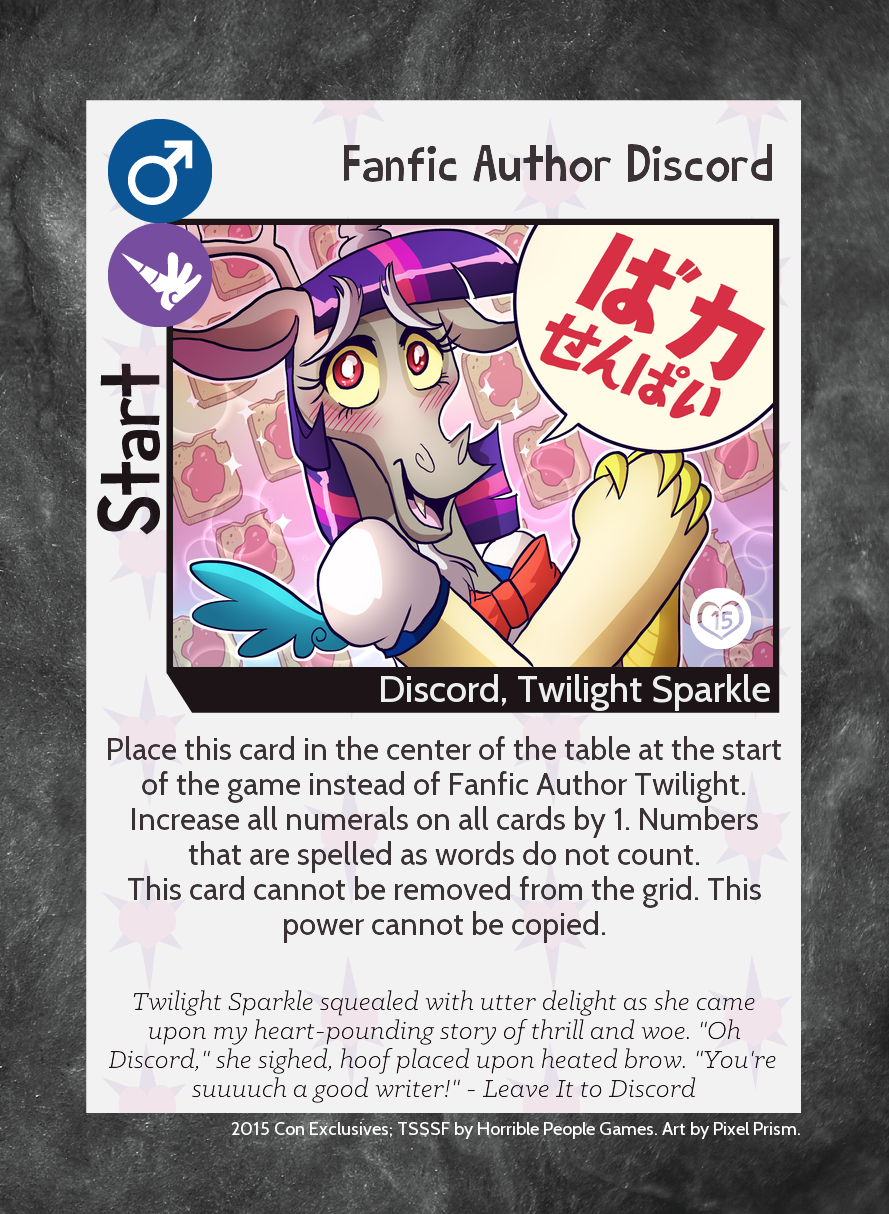 Fanfic Author Discord
Start
ばカ
せんぱい
15
Discord, Twilight Sparkle
Place this card in the center of the table at the start
of the game instead of Fanfic Author Twilight.
Increase all numerals on all cards by 1. Numbers
that are spelled as words do not count.
This card cannot be removed from the grid. This
power cannot be copied.
Twilight Sparkle squealed with utter delight as she came
upon my heart-pounding story of thrill and woe. "Oh
Discord," she sighed, hoof placed upon heated brow. "You're
suuuuch a good writer!" - Leave It to Discord
2015 Con Exclusives; TSSSF by Horrible People Games. Art by Pixel Prism.